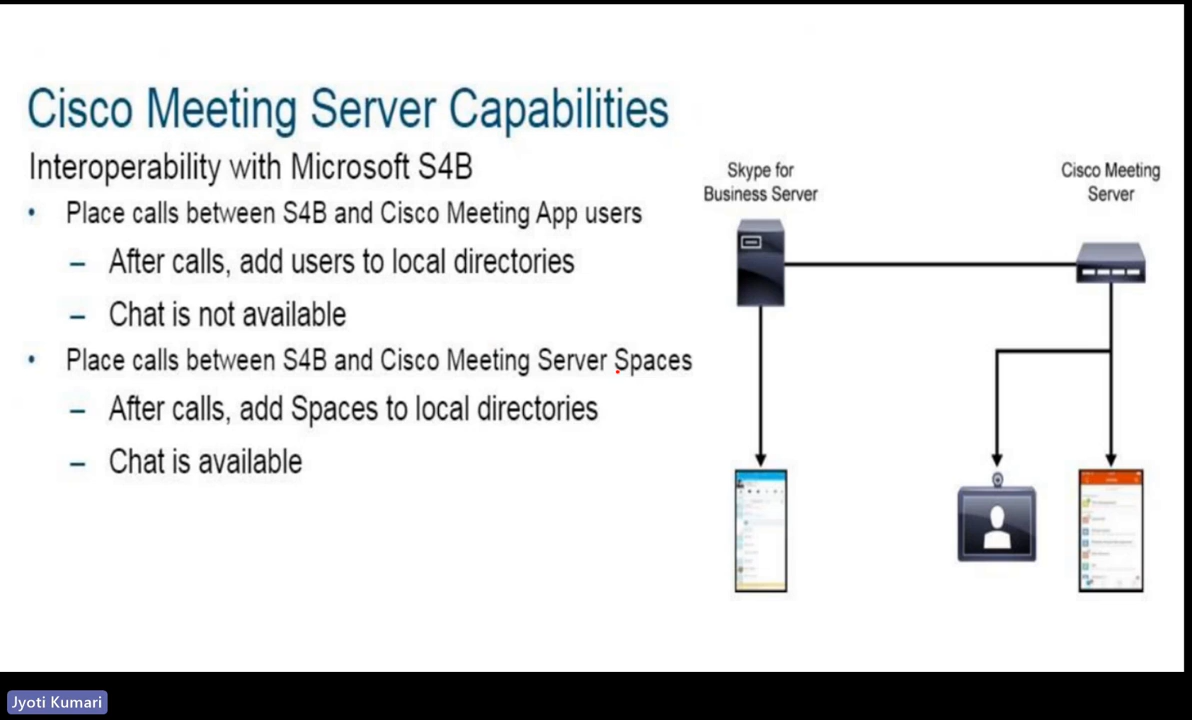 Cisco Meeting Server Capabilities
Interoperability with Microsoft S4B
• Place calls between S4B and Cisco Meeting App users
– After calls, add users to local directories
– Chat is not available
• Place calls between S4B and Cisco Meeting Server Spaces
– After calls, add Spaces to local directories
– Chat is available
Skype for
Business Server
Cisco Meeting
Server
Jyoti Kumari